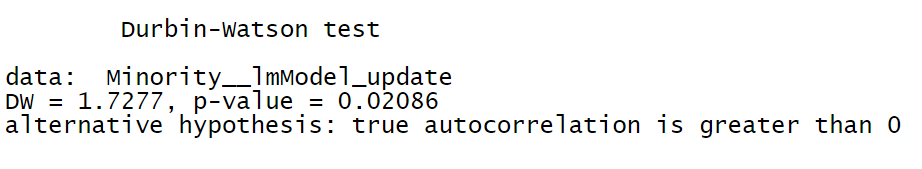 Durbin-Watson test
data:  Minority__lmModel_update
DW = 1.7277, p-value = 0.02086
alternative hypothesis: true autocorrelation is greater than 0